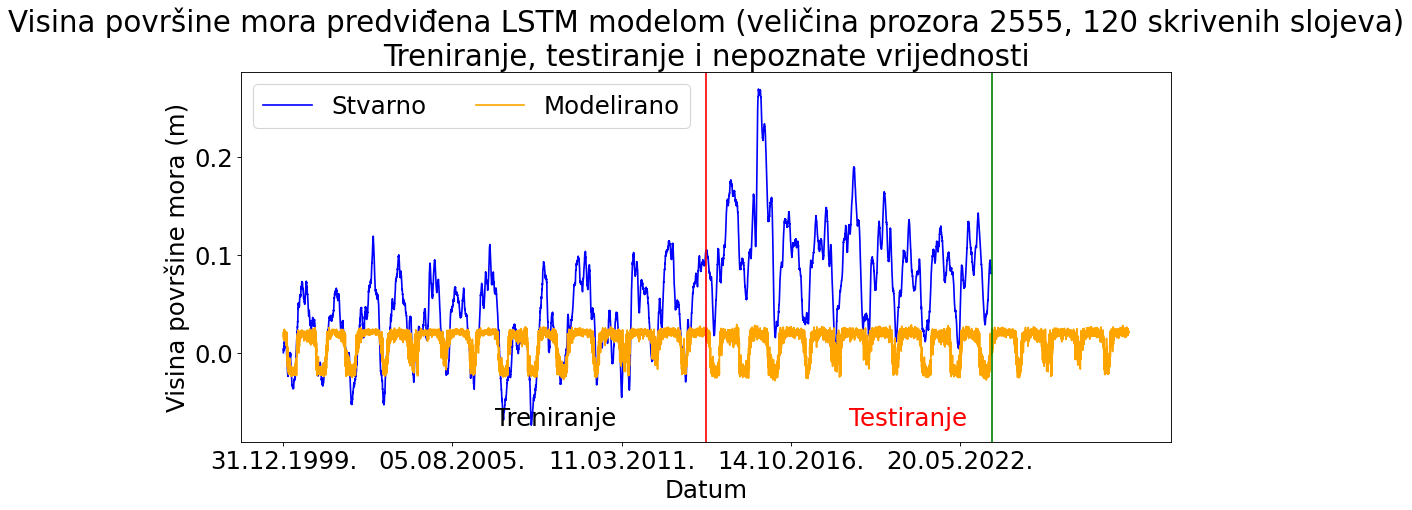 Visina površine mora predviđena LSTM modelom (veličina prozora 2555, 120 skrivenih slojeva)
Treniranje, testiranje i nepoznate vrijednosti
Stvarno
Modelirano
Visina površine mora (m)
0.2
0.1
0.0
Treniranje
Testiranje
31.12.1999.
05.08.2005.
11.03.2011.
14.10.2016.
20.05.2022.
Datum